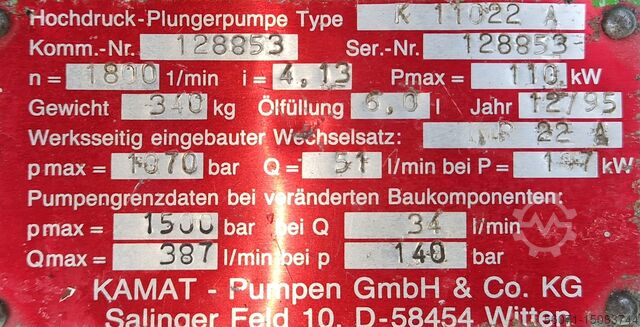 Hochdruck-Plungerpumpe Type K 11022 A
Komm.-Nr. 128853 Ser.-Nr. 128853-
n = 1800 1/min i = 4,13 Pmax = 110 kW
Gewicht 340 kg Ölfüllung 6,0 l Jahr 12/95
Werksseitig eingebauter Wechselsatz: 22 A
pmax = 1070 bar Q = 51 l/min bei P = kW
Pumpengrenzdaten bei veränderten Baukomponenten:
pmax = 1500 bar bei Q 34 l/min
Qmax = 387 l/min bei p 140 bar
KAMAT - Pumpen GmbH & Co. KG
Salinger Feld 10, D-58454 Witten